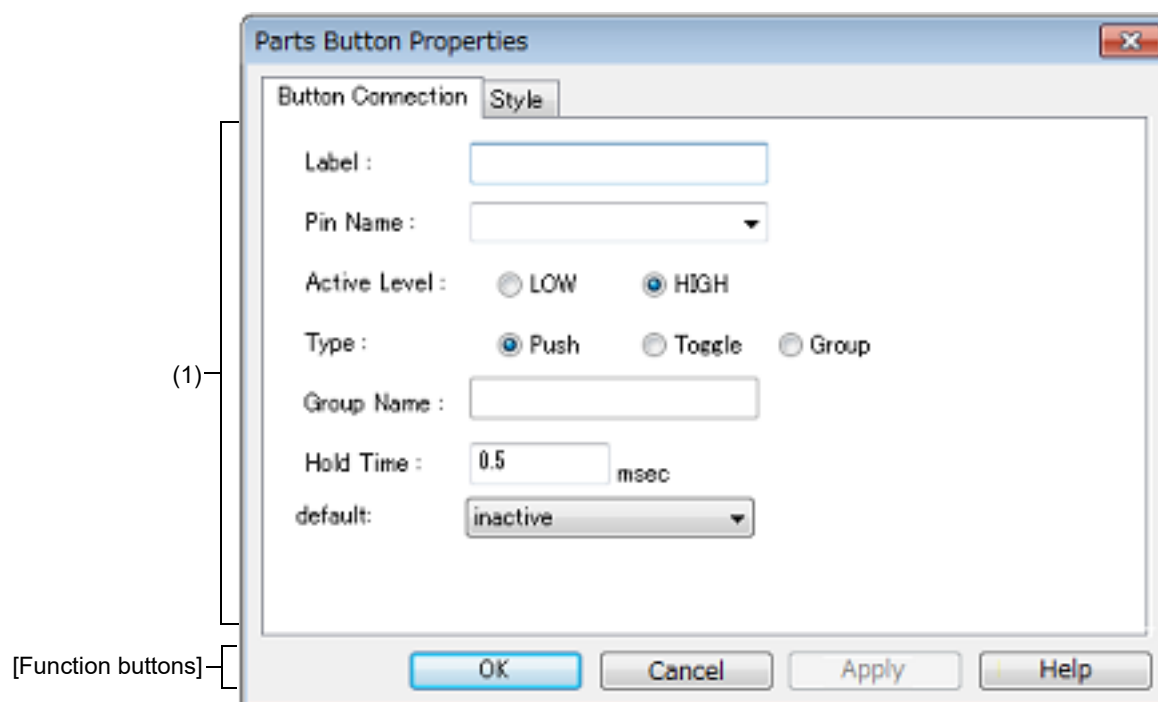 Parts Button Properties
Button Connection Style
Label :
Pin Name :
Active Level : LOW HIGH
Type : Push Toggle Group
(1)
Group Name :
Hold Time : 0.5 msec
default: inactive
[Function buttons] OK Cancel Apply Help